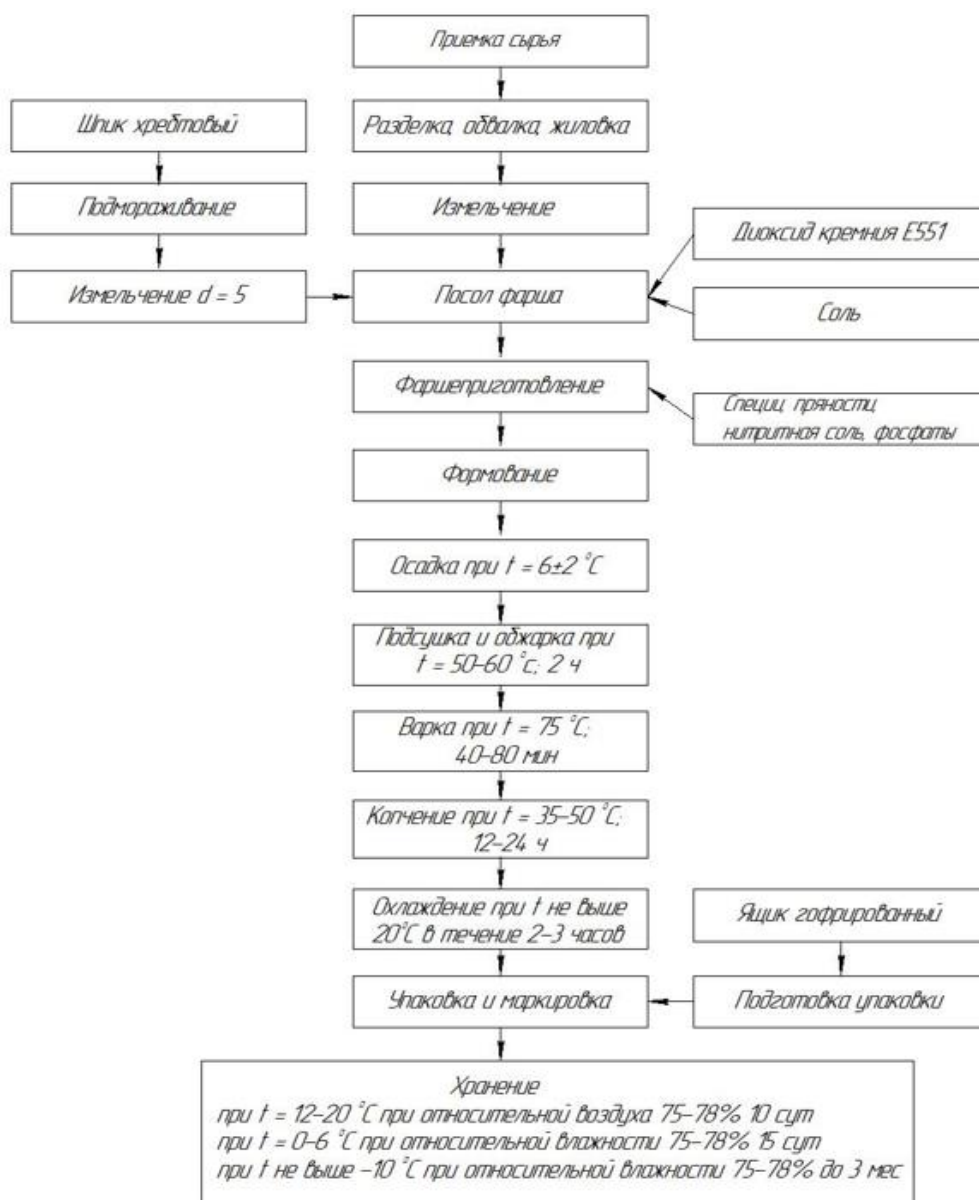 Приемка сырья
Шпик хребтовый
Разделка, обвалка, жиловка
Подмораживание
Измельчение
Диоксид кремния Е551
Измельчение d = 5
Посол фарша
Соль
Фаршеприготовление
Специи, пряности,
нитритная соль, фосфаты
Формование
Осадка при t = 6±2 °С
Подсушка и обжарка при
t = 50-60 °с; 2 ч
Варка при t = 75 °С;
40-80 мин
Копчение при t = 35-50 °С;
12-24 ч
Охлаждение при t не выше
20°С в течение 2-3 часов
Ящик гофрированный
Упаковка и маркировка
Подготовка упаковки
Хранение
при t = 12-20 °С при относительной воздуха 75-78% 10 сут
при t = 0-6 °С при относительной влажности 75-78% 15 сут
при t не выше -10 °С при относительной влажности 75-78% до 3 мес